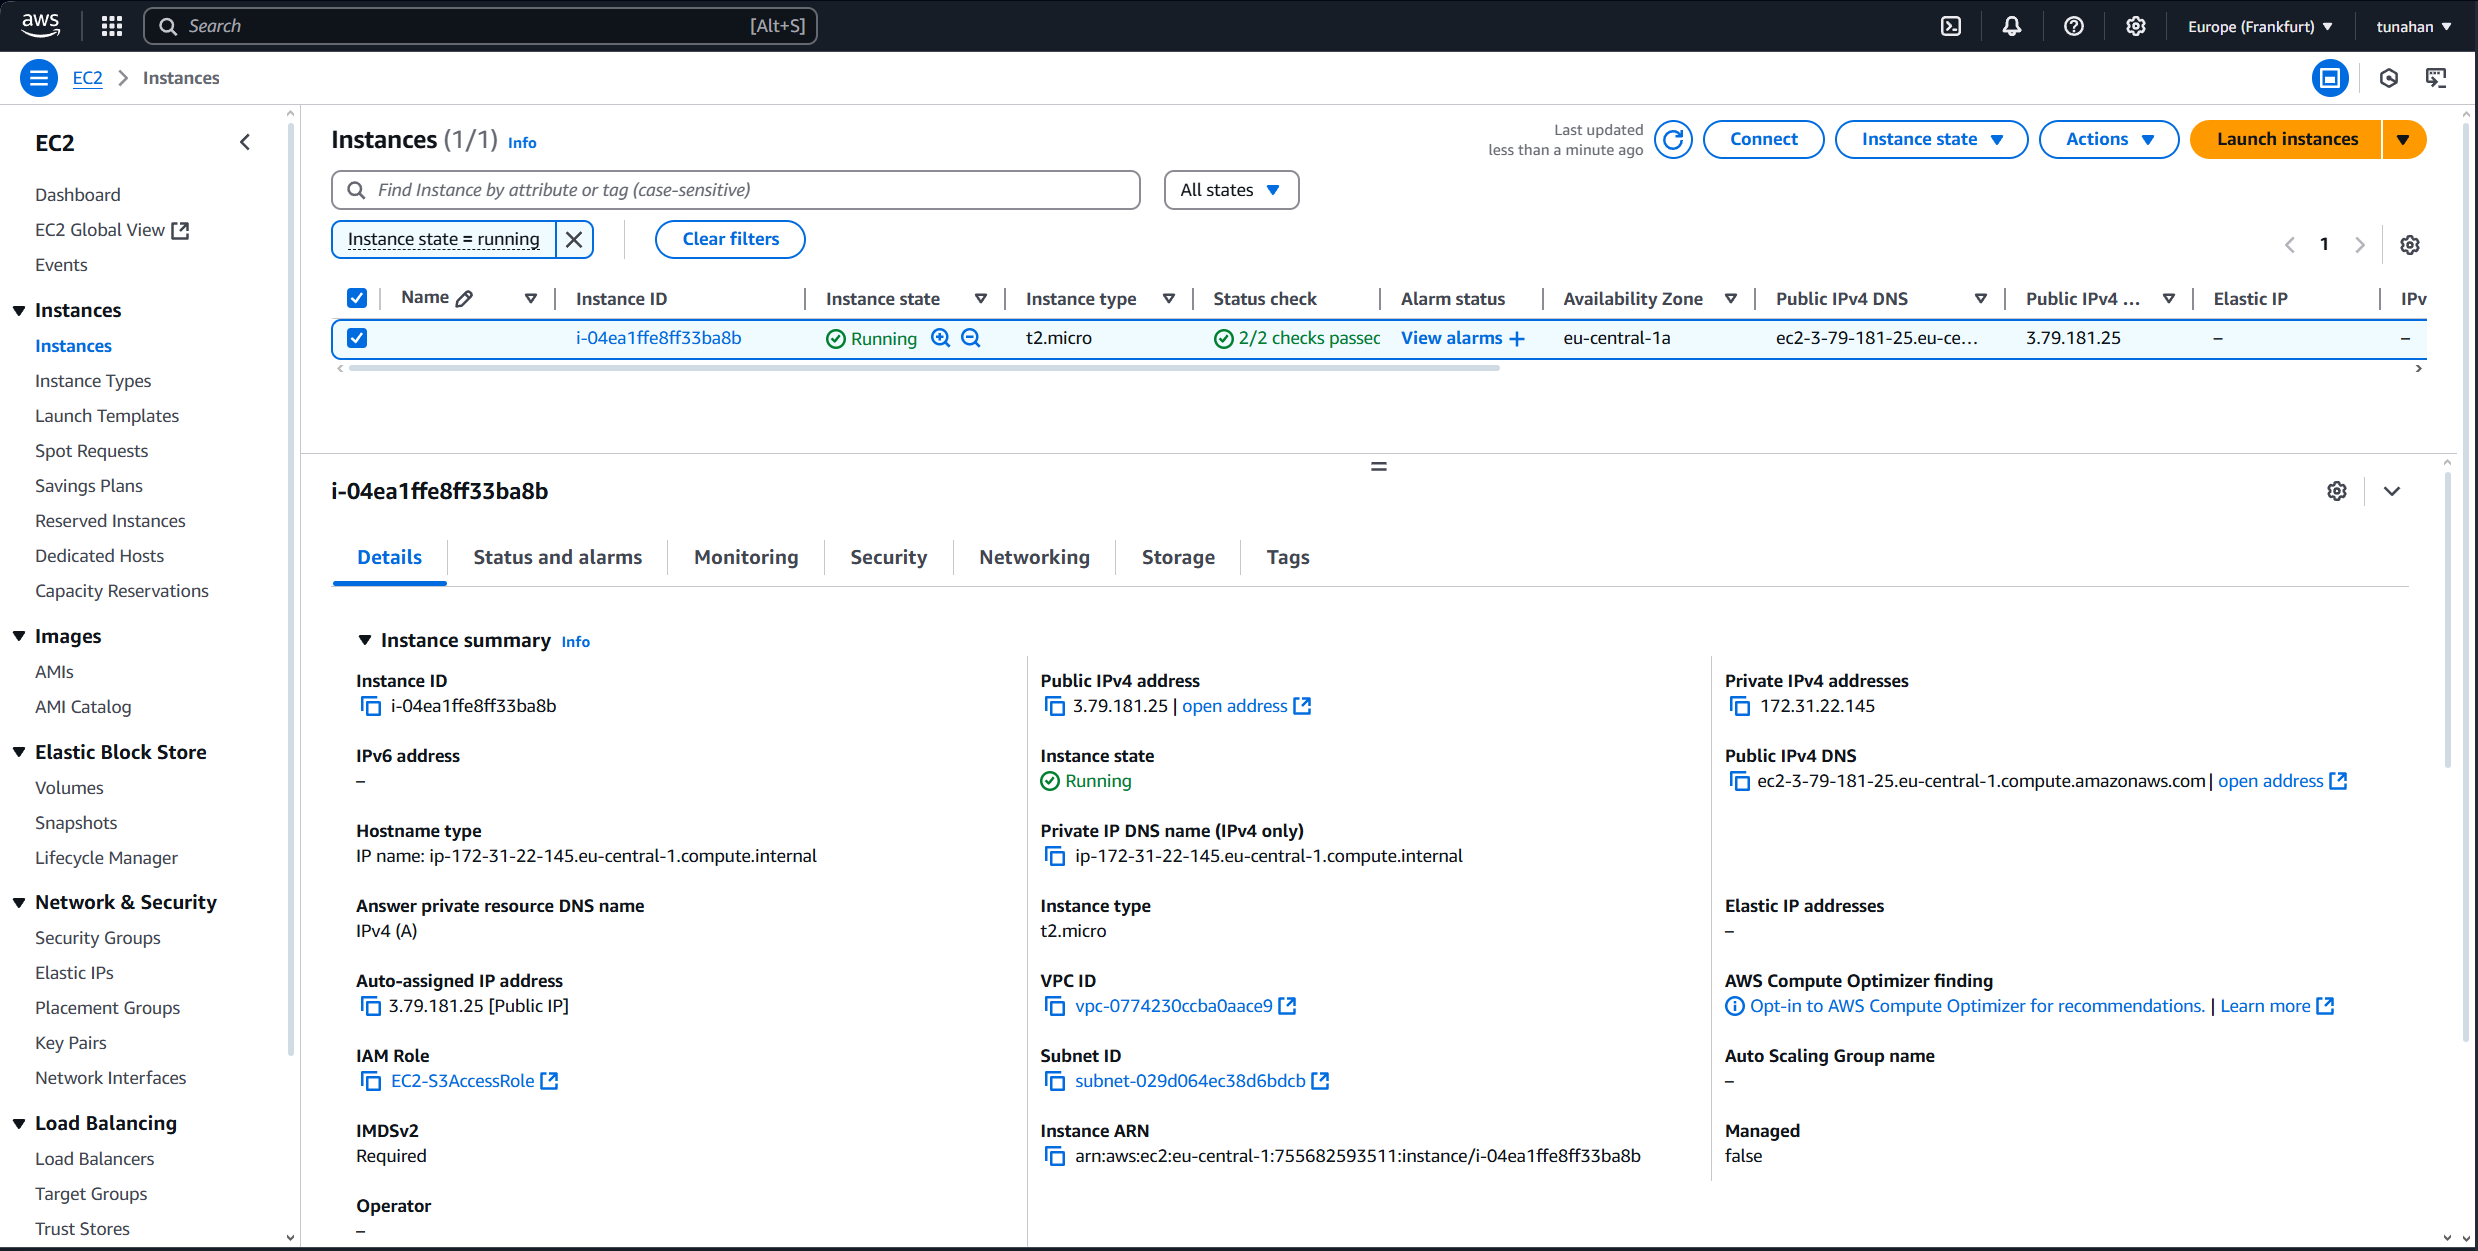 aws
Search [Alt+S]
Europe (Frankfurt)
tunahan
EC2 > Instances
EC2
Dashboard
EC2 Global View
Events
Instances
Instances
Instance Types
Launch Templates
Spot Requests
Savings Plans
Reserved Instances
Dedicated Hosts
Capacity Reservations
Images
AMIs
AMI Catalog
Elastic Block Store
Volumes
Snapshots
Lifecycle Manager
Network & Security
Security Groups
Elastic IPs
Placement Groups
Key Pairs
Network Interfaces
Load Balancing
Load Balancers
Target Groups
Trust Stores
Instances (1/1) Info
Last updated
less than a minute ago
Connect
Instance state
Actions
Launch instances
Find Instance by attribute or tag (case-sensitive)
All states
Instance state = running
Clear filters
1
Name Instance ID Instance state Instance type Status check Alarm status Availability Zone Public IPv4 DNS Public IPv4 ... Elastic IP IPv
i-04ea1ffe8ff33ba8b Running t2.micro 2/2 checks passed View alarms + eu-central-1a ec2-3-79-181-25.eu-ce... 3.79.181.25 – –
i-04ea1ffe8ff33ba8b
Details
Status and alarms
Monitoring
Security
Networking
Storage
Tags
Instance summary Info
Instance ID
i-04ea1ffe8ff33ba8b
Public IPv4 address
3.79.181.25 | open address
Private IPv4 addresses
172.31.22.145
IPv6 address
–
Instance state
Running
Public IPv4 DNS
ec2-3-79-181-25.eu-central-1.compute.amazonaws.com | open address
Hostname type
IP name: ip-172-31-22-145.eu-central-1.compute.internal
Private IP DNS name (IPv4 only)
ip-172-31-22-145.eu-central-1.compute.internal
Answer private resource DNS name
IPv4 (A)
Instance type
t2.micro
Elastic IP addresses
–
Auto-assigned IP address
3.79.181.25 [Public IP]
VPC ID
vpc-0774230ccba0aace9
AWS Compute Optimizer finding
Opt-in to AWS Compute Optimizer for recommendations. | Learn more
IAM Role
EC2-S3AccessRole
Subnet ID
subnet-029d064ec38d6bdcb
Auto Scaling Group name
–
IMDSv2
Required
Instance ARN
arn:aws:ec2:eu-central-1:755682593511:instance/i-04ea1ffe8ff33ba8b
Managed
false
Operator
–